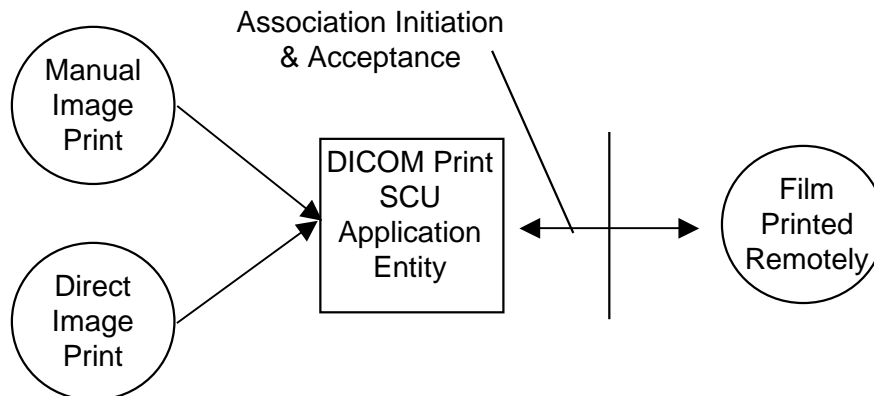 Association Initiation
& Acceptance
Manual
Image
Print
DICOM Print
SCU
Application
Entity
Film
Printed
Remotely
Direct
Image
Print